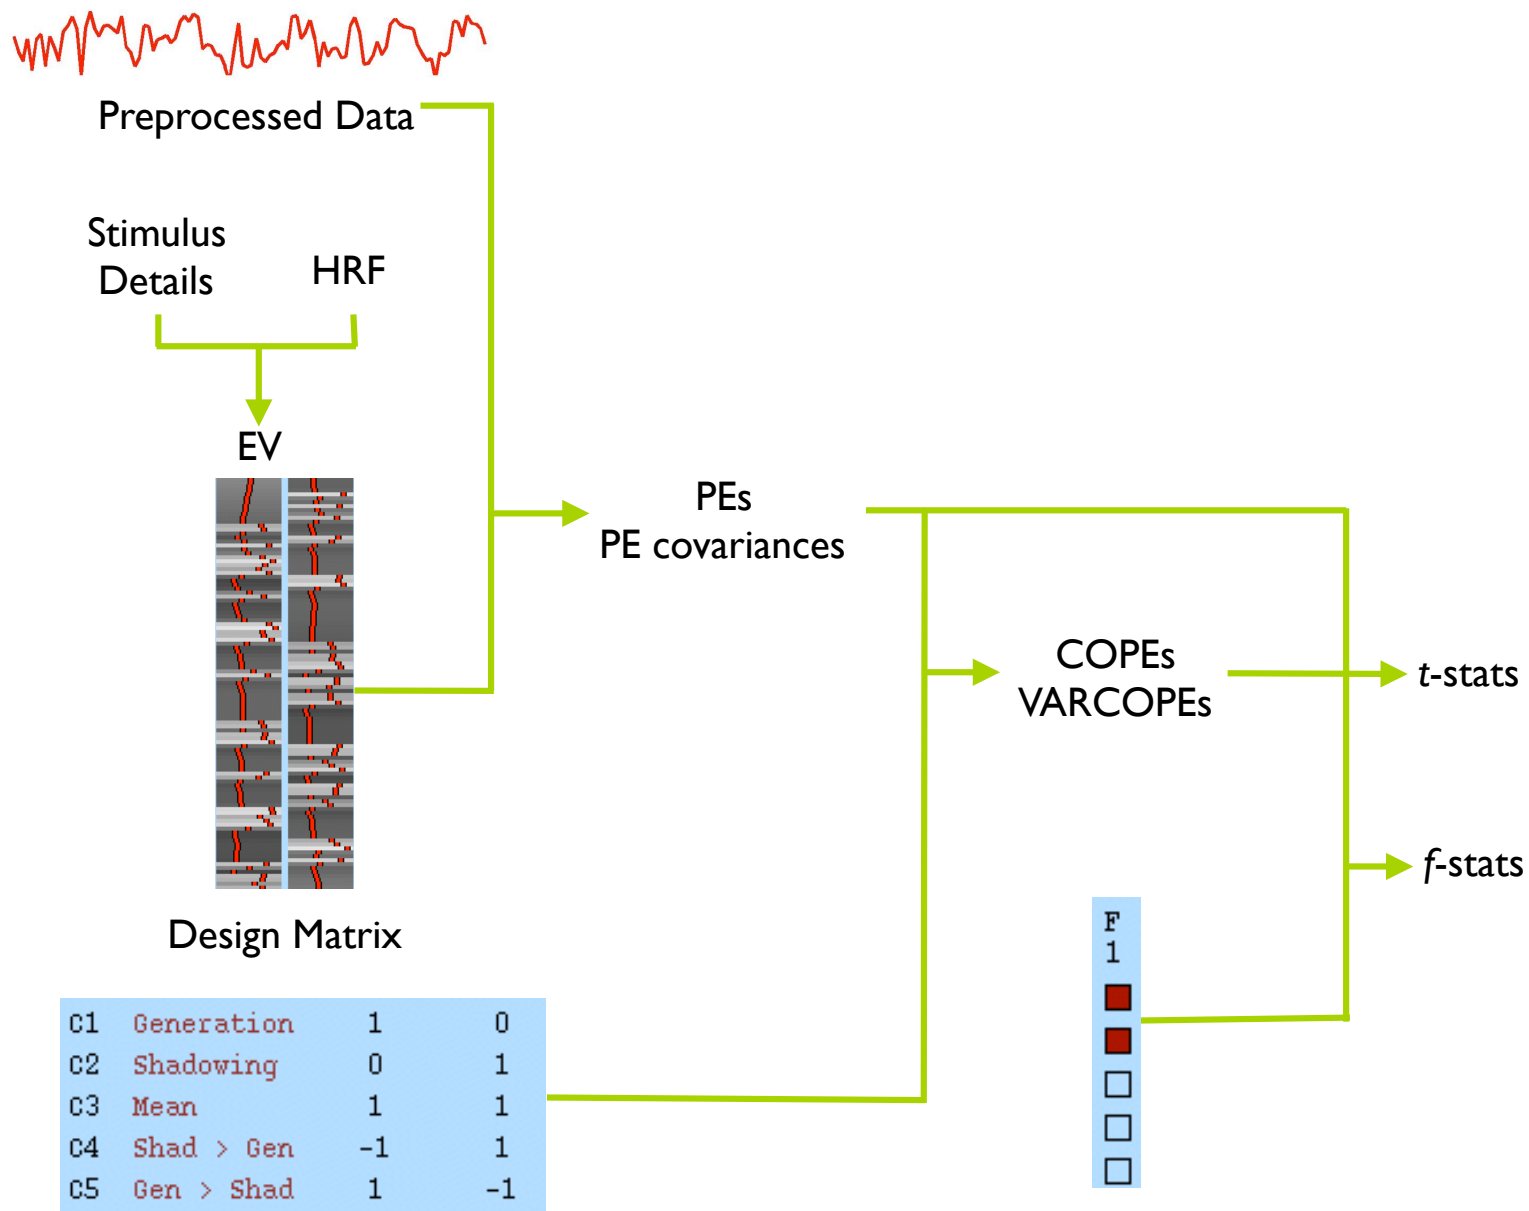 Preprocessed Data
Stimulus
Details
HRF
EV
PEs
PE covariances
COPEs
VARCOPEs
t-stats
f-stats
Design Matrix
F
1
C1 Generation 1 0
C2 Shadowing 0 1
C3 Mean 1 1
C4 Shad > Gen -1 1
C5 Gen > Shad 1 -1